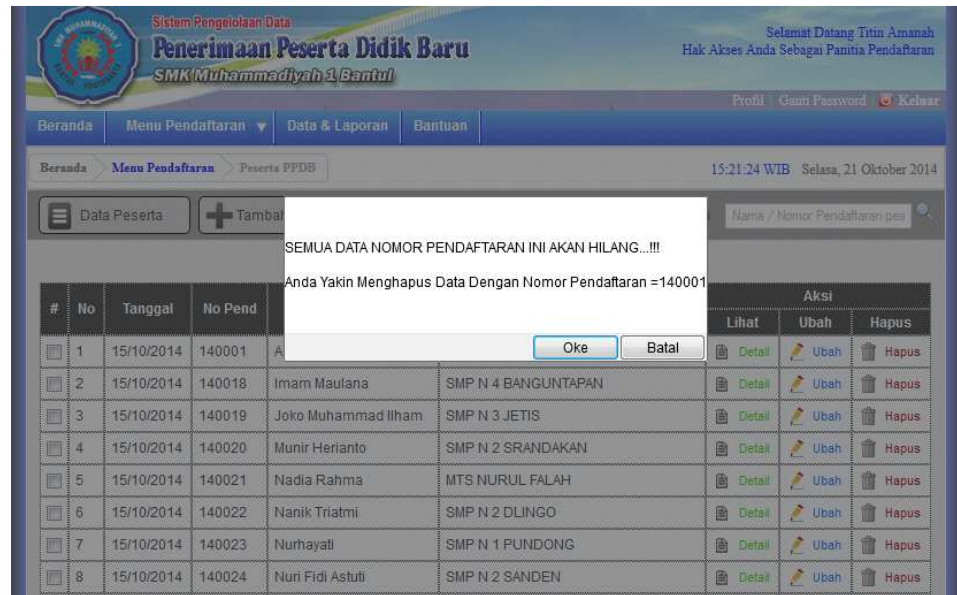 Sistem Pengelolaan Data
Penerimaan Peserta Didik Baru
SMK Muhammadiyah 1 Bantul
Selamat Datang Titin Amanah
Hak Akses Anda Sebagai Panitia Pendaftaran
Profil Ganti Password Keluar
Beranda Menu Pendaftaran Data & Laporan Bantuan
Beranda Menu Pendaftaran Peserta PPDB 15:21:24 WIB Selasa, 21 Oktober 2014
Data Peserta Nama / Nomor Pendaftaran pes
SEMUA DATA NOMOR PENDAFTARAN INI AKAN HILANG...!!!
Anda Yakin Menghapus Data Dengan Nomor Pendaftaran =140001
Oke Batal
# No Tanggal No Pend Aksi
Lihat Ubah Hapus
1 15/10/2014 140001 A Detail Ubah Hapus
2 15/10/2014 140018 Imam Maulana SMP N 4 BANGUNTAPAN Detail Ubah Hapus
3 15/10/2014 140019 Joko Muhammad Ilham SMP N 3 JETIS Detail Ubah Hapus
4 15/10/2014 140020 Munir Herianto SMP N 2 SRANDAKAN Detail Ubah Hapus
5 15/10/2014 140021 Nadia Rahma MTS NURUL FALAH Detail Ubah Hapus
6 15/10/2014 140022 Nanik Triatmi SMP N 2 DLINGO Detail Ubah Hapus
7 15/10/2014 140023 Nurhayati SMP N 1 PUNDONG Detail Ubah Hapus
8 15/10/2014 140024 Nuri Fidi Astuti SMP N 2 SANDEN Detail Ubah Hapus